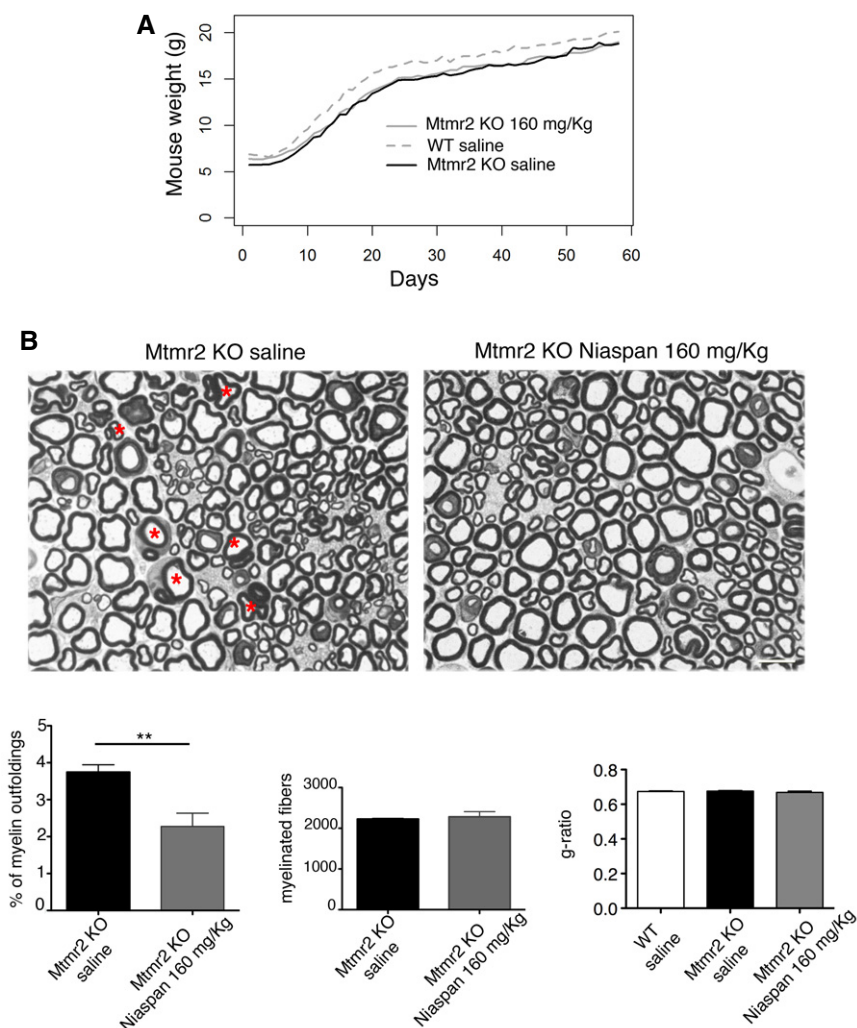 A
Mouse weight (g)
20
15
10
5
0
Mtmr2 KO 160 mg/Kg
WT saline
Mtmr2 KO saline
0 10 20 30 40 50 60
Days
B
Mtmr2 KO saline
Mtmr2 KO Niaspan 160 mg/Kg
*
*
*
*
*
*
% of myelin outfoldings
5
4
3
2
1
0
**
Mtmr2 KO
saline
Mtmr2 KO
Niaspan 160 mg/Kg
myelinated fibers
3000
2000
1000
0
Mtmr2 KO
saline
Mtmr2 KO
Niaspan 160 mg/Kg
g-ratio
0.8
0.6
0.4
0.2
0.0
WT
saline
Mtmr2 KO
saline
Mtmr2 KO
Niaspan 160 mg/Kg